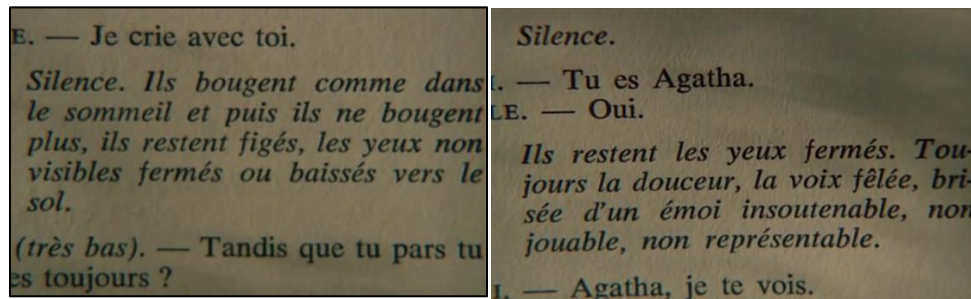 E. — Je crie avec toi.
Silence. Ils bougent comme dans
le sommeil et puis ils ne bougent
plus, ils restent figés, les yeux non
visibles fermés ou baissés vers le
sol.
(très bas). — Tandis que tu pars tu
es toujours ?
Silence.
. — Tu es Agatha.
LE. — Oui.
Ils restent les yeux fermés. Tou-
jours la douceur, la voix fêlée, bri-
sée d'un émoi insoutenable, non
jouable, non représentable.
. — Agatha, je te vois.